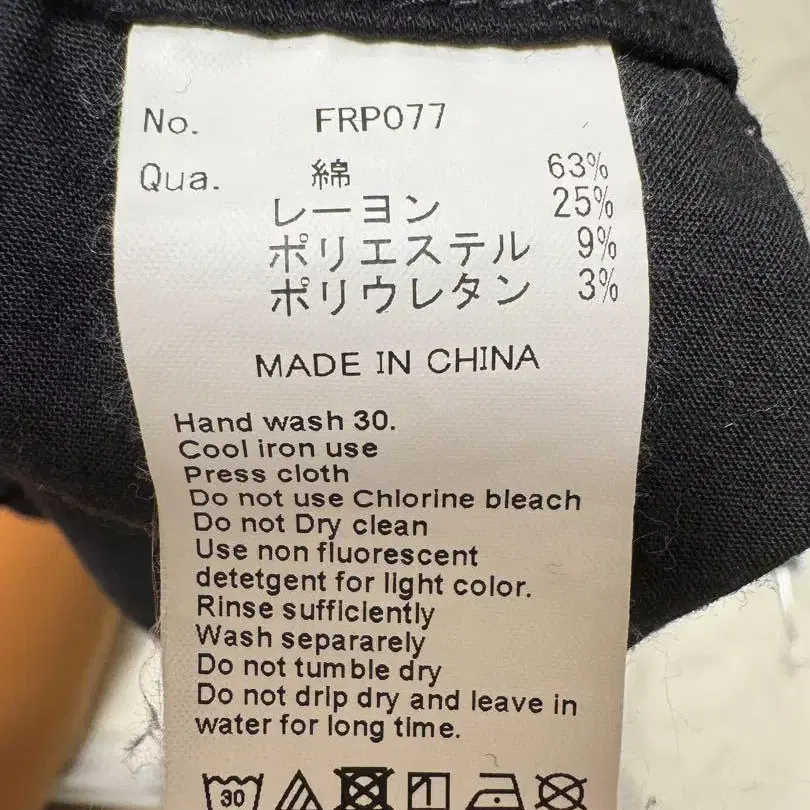 No. FRP077
Qua. 綿 63%
レーヨン 25%
ポリエステル 9%
ポリウレタン 3%
MADE IN CHINA
Hand wash 30.
Cool iron use
Press cloth
Do not use Chlorine bleach
Do not Dry clean
Use non fluorescent
detetgent for light color.
Rinse sufficiently
Wash separarely
Do not tumble dry
Do not drip dry and leave in
water for long time.
30